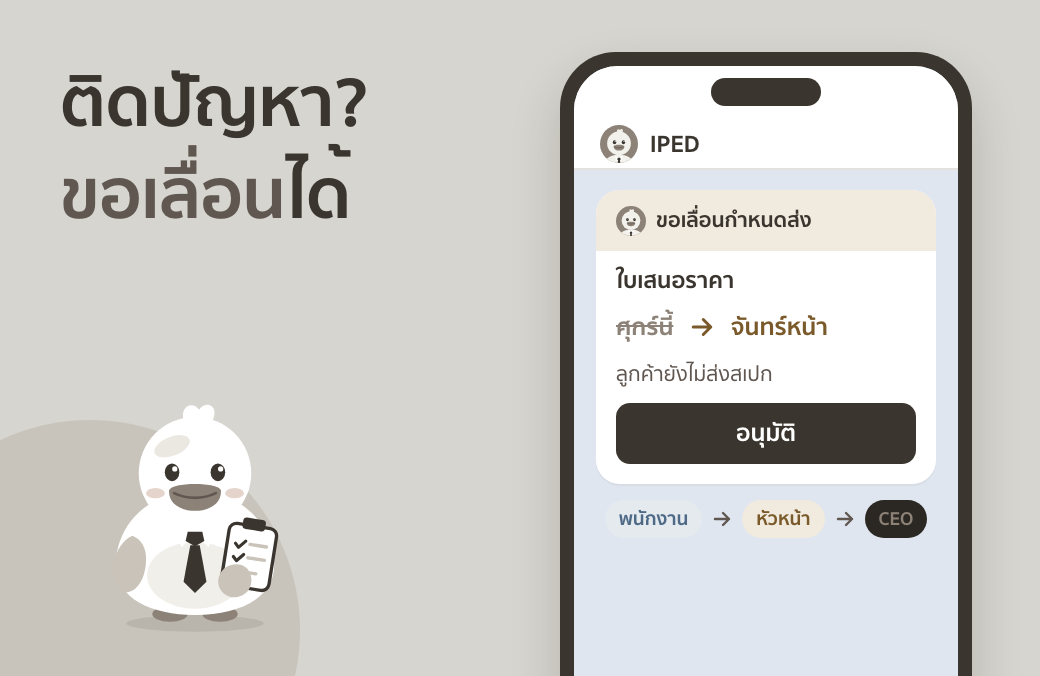 ติดปัญหา?
ขอเลื่อนได้
IPED
ขอเลื่อนกำหนดส่ง
ใบเสนอราคา
ศุกร์นี้ → จันทร์หน้า
ลูกค้ายังไม่ส่งสเปก
อนุมัติ
พนักงาน → หัวหน้า → CEO